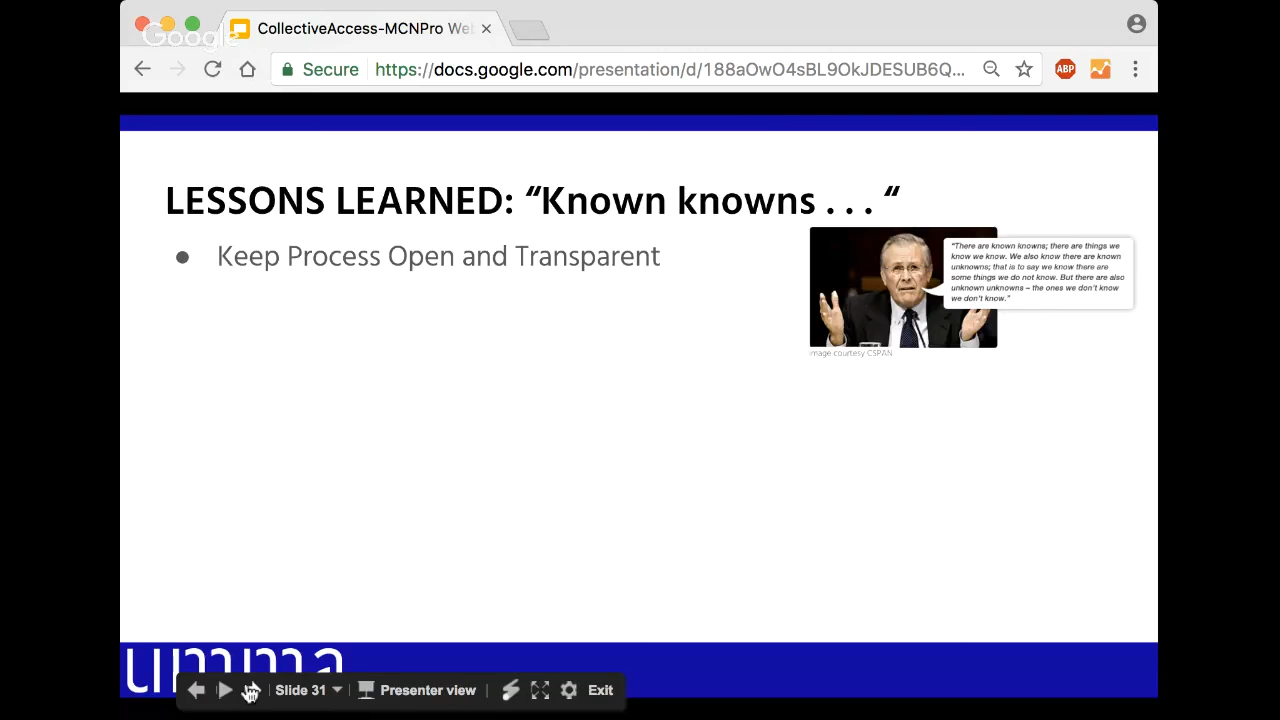 Google
CollectiveAccess-MCNPro We
Secure
https://docs.google.com/presentation/d/188aOwO4sBL9OkJDESUB6Q...
ABP
LESSONS LEARNED: “Known knowns . . . “
● Keep Process Open and Transparent
"There are known knowns; there are things we
know we know. We also know there are known
unknowns; that is to say we know there are
some things we do not know. But there are also
unknown unknowns – the ones we don't know
we don't know."
image courtesy CSPAN
umma
Slide 31
Presenter view
Exit